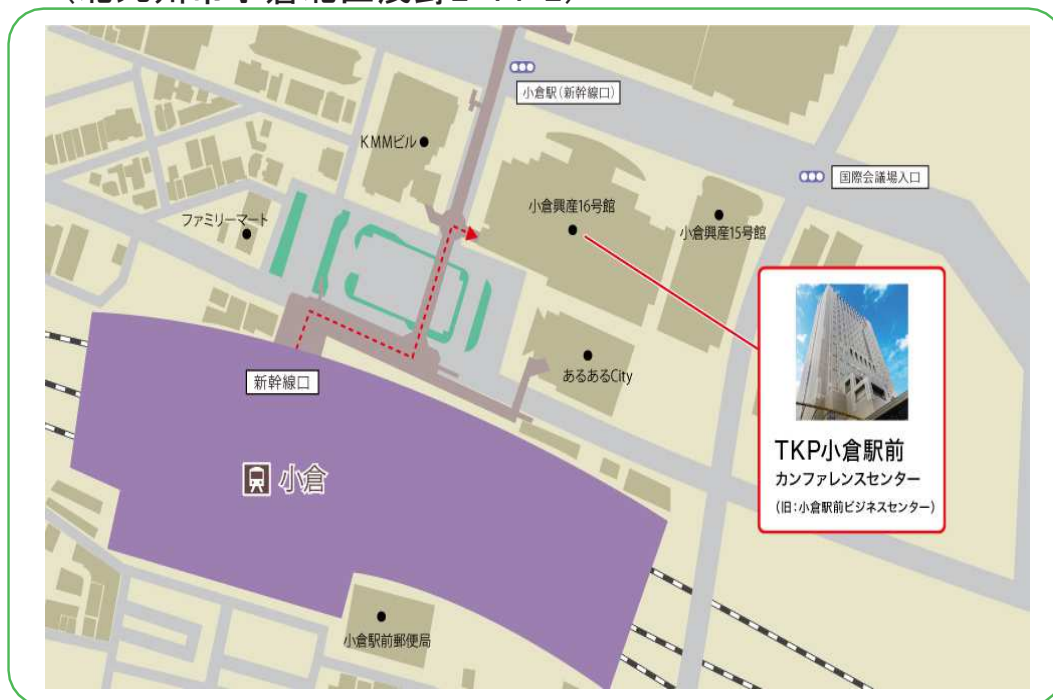 小倉駅(新幹線口)
KMMビル
国際会議場入口
小倉興産16号館
ファミリーマート
小倉興産15号館
あるあるCity
新幹線口
小倉
TKP小倉駅前
カンファレンスセンター
(旧:小倉駅前ビジネスセンター)
小倉駅前郵便局